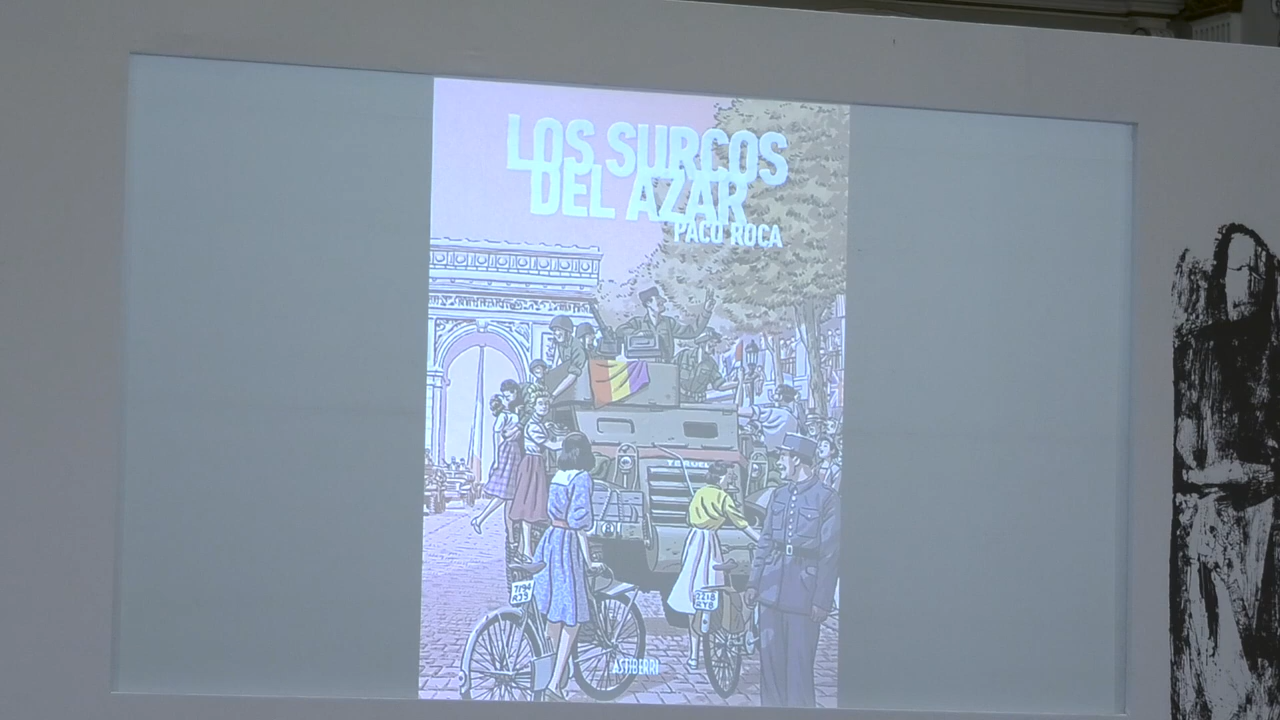 LOS SURCOS
DEL AZAR
PACO ROCA
TERUEL
ASTIBERRI